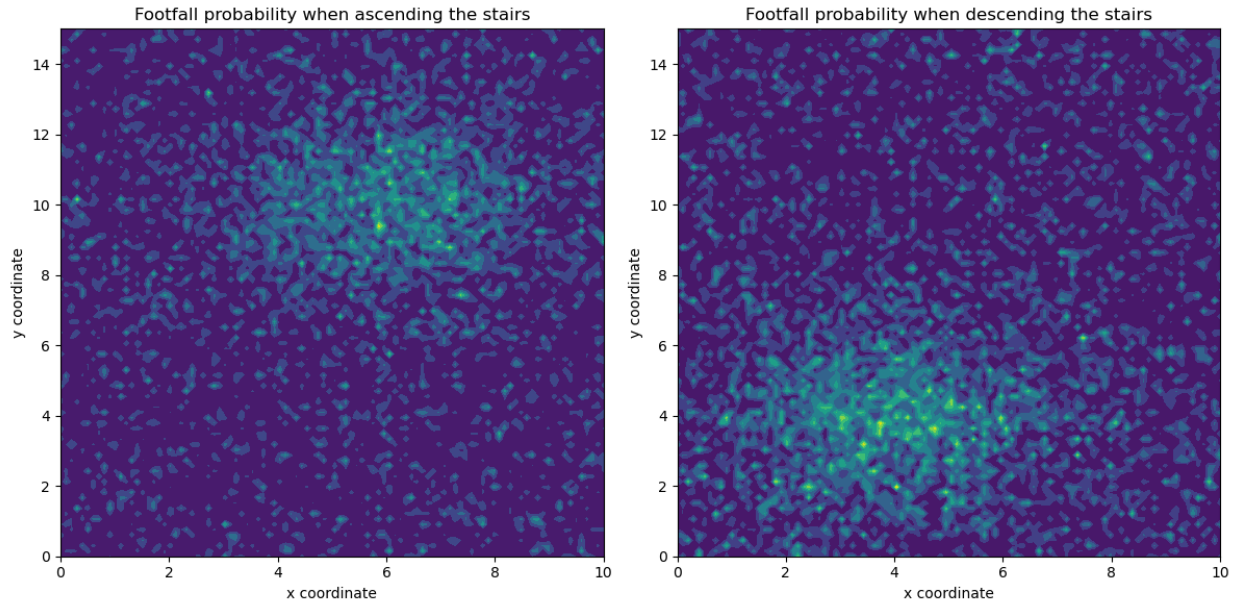 Footfall probability when ascending the stairs
14
12
10
8
6
4
2
0
y coordinate
0 2 4 6 8 10
x coordinate
Footfall probability when descending the stairs
14
12
10
8
6
4
2
0
y coordinate
0 2 4 6 8 10
x coordinate